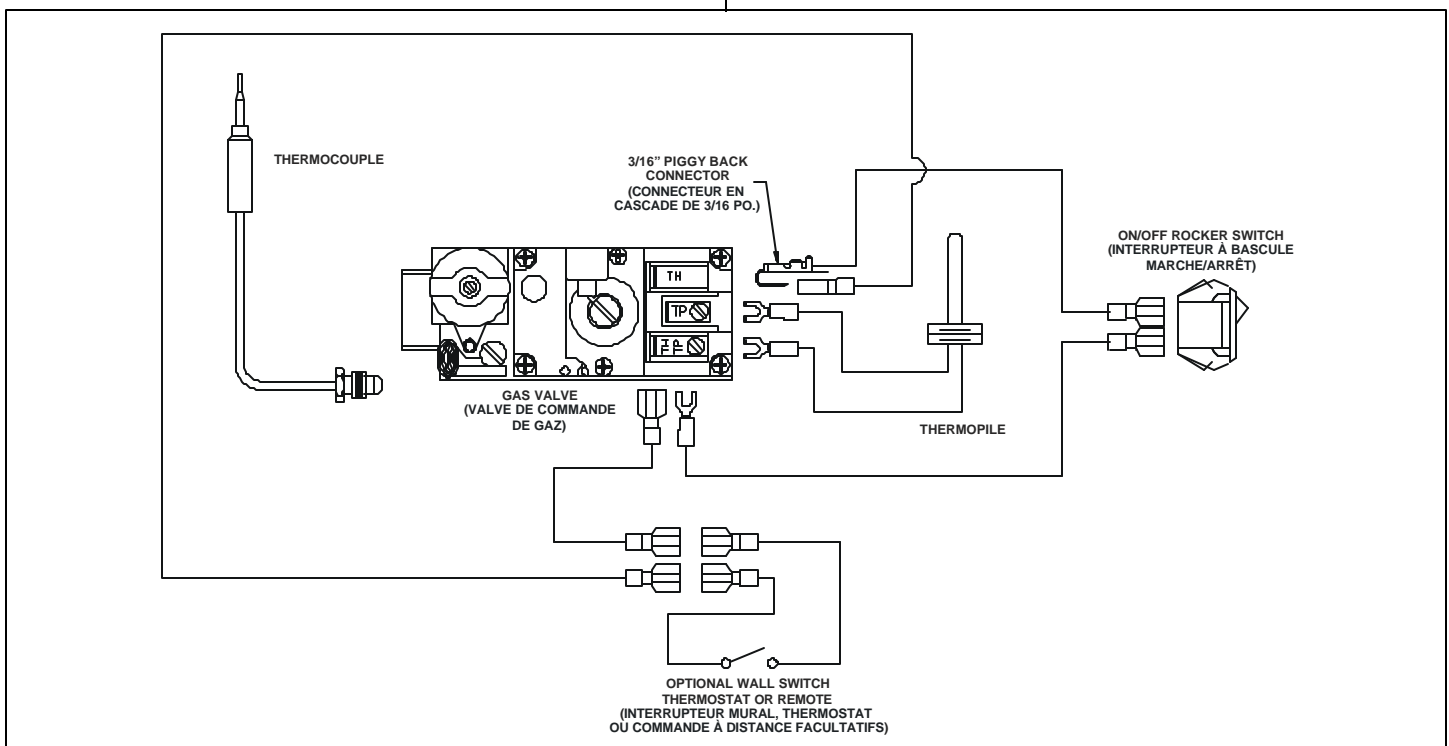 THERMOCOUPLE
3/16” PIGGY BACK
CONNECTOR
(CONNECTEUR EN
CASCADE DE 3/16 PO.)
ON/OFF ROCKER SWITCH
(INTERRUPTEUR À BASCULE
MARCHE/ARRÊT)
TH
TP
TH
TP
GAS VALVE
(VALVE DE COMMANDE
DE GAZ)
THERMOPILE
OPTIONAL WALL SWITCH
THERMOSTAT OR REMOTE
(INTERRUPTEUR MURAL, THERMOSTAT
OU COMMANDE À DISTANCE FACULTATIFS)